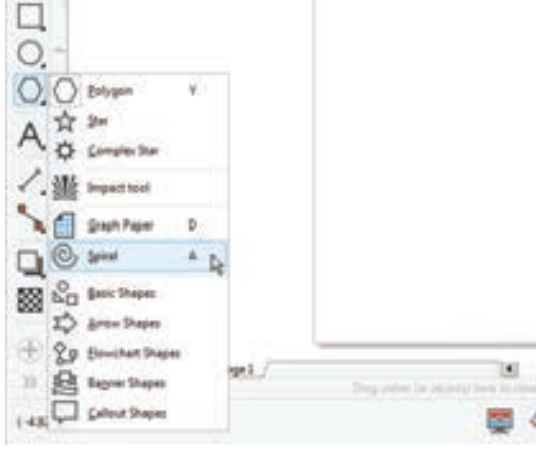 Polygon Y
Star
Complex Star
Impact tool
Graph Paper D
Spiral A
Basic Shapes
Arrow Shapes
Flowchart Shapes
Banner Shapes
Callout Shapes
1